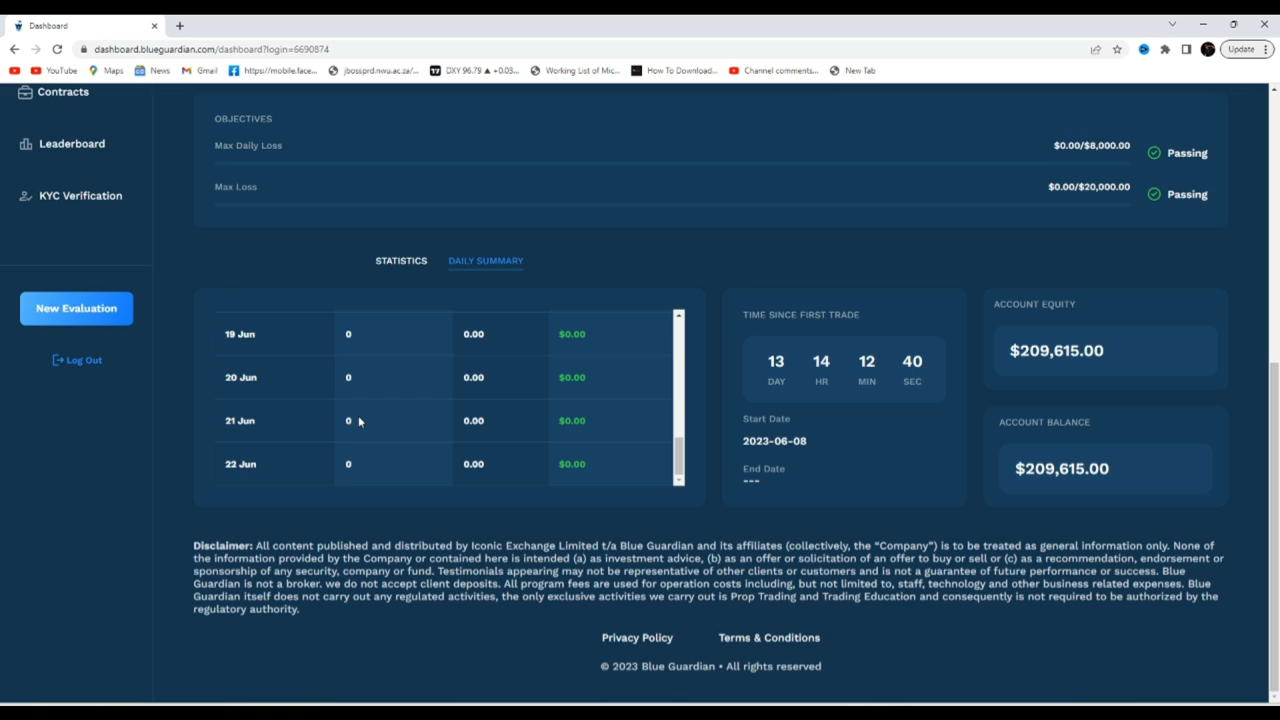 Dashboard
dashboard.blueguardian.com/dashboard?login=6690874
Update
YouTube
Maps
News
Gmail
https://mobile.face...
jbossprd.nwu.ac.za/...
DXY 96.79 ▲ +0.03...
Working List of Mic...
How To Download...
Channel comments...
New Tab
Contracts
Leaderboard
KYC Verification
New Evaluation
Log Out
OBJECTIVES
Max Daily Loss
$0.00/$8,000.00
Passing
Max Loss
$0.00/$20,000.00
Passing
STATISTICS
DAILY SUMMARY
19 Jun 0 0.00 $0.00
20 Jun 0 0.00 $0.00
21 Jun 0 0.00 $0.00
22 Jun 0 0.00 $0.00
TIME SINCE FIRST TRADE
13 14 12 40
DAY HR MIN SEC
Start Date
2023-06-08
End Date
---
ACCOUNT EQUITY
$209,615.00
ACCOUNT BALANCE
$209,615.00
Disclaimer: All content published and distributed by Iconic Exchange Limited t/a Blue Guardian and its affiliates (collectively, the “Company”) is to be treated as general information only. None of
the information provided by the Company or contained here is intended (a) as investment advice, (b) as an offer or solicitation of an offer to buy or sell or (c) as a recommendation, endorsement or
sponsorship of any security, company or fund. Testimonials appearing may not be representative of other clients or customers and is not a guarantee of future performance or success. Blue
Guardian is not a broker. we do not accept client deposits. All program fees are used for operation costs including, but not limited to, staff, technology and other business related expenses. Blue
Guardian itself does not carry out any regulated activities, the only exclusive activities we carry out is Prop Trading and Trading Education and consequently is not required to be authorized by the
regulatory authority.
Privacy Policy
Terms & Conditions
© 2023 Blue Guardian • All rights reserved